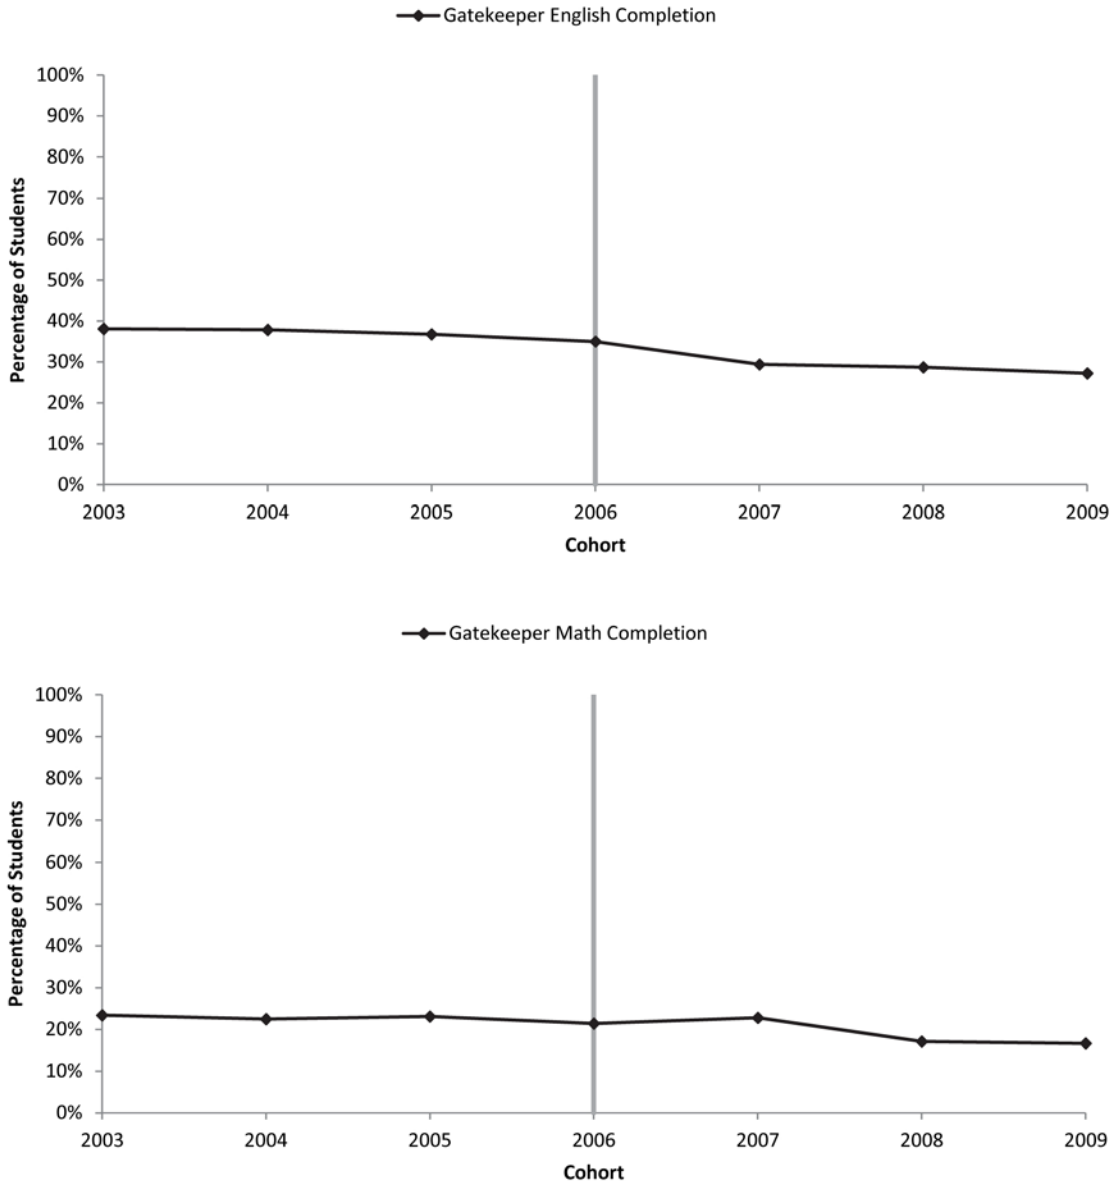 Gatekeeper English Completion
100%
90%
80%
70%
60%
50%
40%
30%
20%
10%
0%
Percentage of Students
2003 2004 2005 2006 2007 2008 2009
Cohort
Gatekeeper Math Completion
100%
90%
80%
70%
60%
50%
40%
30%
20%
10%
0%
Percentage of Students
2003 2004 2005 2006 2007 2008 2009
Cohort